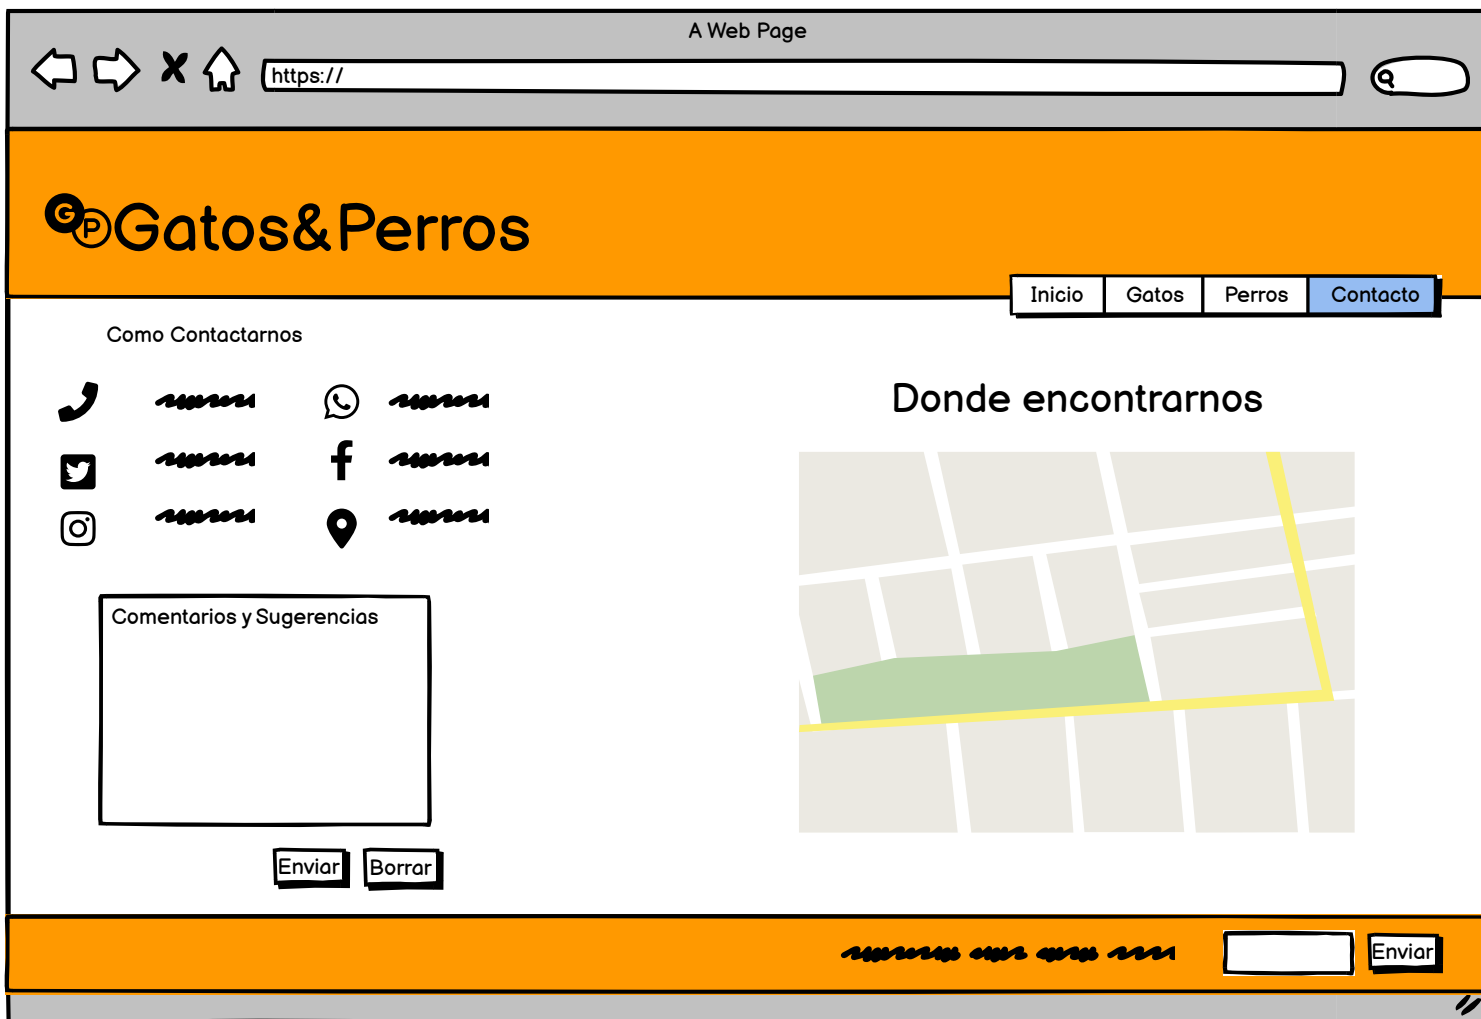 A Web Page
https://
G
P
Gatos&Perros
Inicio Gatos Perros Contacto
Como Contactarnos
Donde encontrarnos
Comentarios y Sugerencias
Enviar Borrar
Enviar